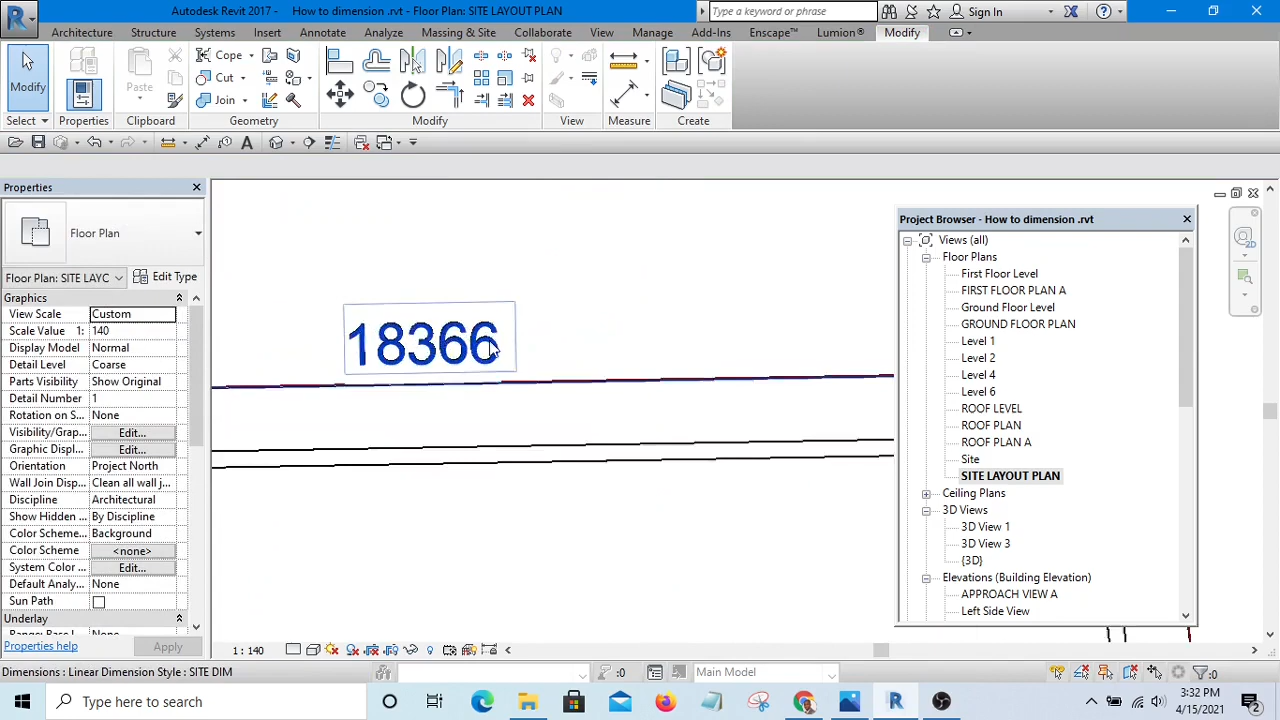 Autodesk Revit 2017 - How to dimension .rvt - Floor Plan: SITE LAYOUT PLAN
Type a keyword or phrase
Sign In
Architecture Structure Systems Insert Annotate Analyze Massing & Site Collaborate View Manage Add-Ins Enscape™ Lumion® Modify
Modify
Paste
Cope
Cut
Join
Select Properties Clipboard Geometry Modify View Measure Create
Properties
Floor Plan
Floor Plan: SITE LAYC
Edit Type
Graphics
View Scale Custom
Scale Value 1: 140
Display Model Normal
Detail Level Coarse
Parts Visibility Show Original
Detail Number 1
Rotation on S... None
Visibility/Grap... Edit...
Graphic Displ... Edit...
Orientation Project North
Wall Join Disp... Clean all wall j...
Discipline Architectural
Show Hidden ... By Discipline
Color Scheme... Background
Color Scheme <none>
System Color ... Edit...
Default Analy... None
Sun Path
Underlay
Properties help
Apply
18366
Project Browser - How to dimension .rvt
Views (all)
Floor Plans
First Floor Level
FIRST FLOOR PLAN A
Ground Floor Level
GROUND FLOOR PLAN
Level 1
Level 2
Level 4
Level 6
ROOF LEVEL
ROOF PLAN
ROOF PLAN A
Site
SITE LAYOUT PLAN
Ceiling Plans
3D Views
3D View 1
3D View 3
{3D}
Elevations (Building Elevation)
APPROACH VIEW A
Left Side View
1 : 140
Dimensions : Linear Dimension Style : SITE DIM
:0
Main Model
:0
Type here to search
3:32 PM
4/15/2021